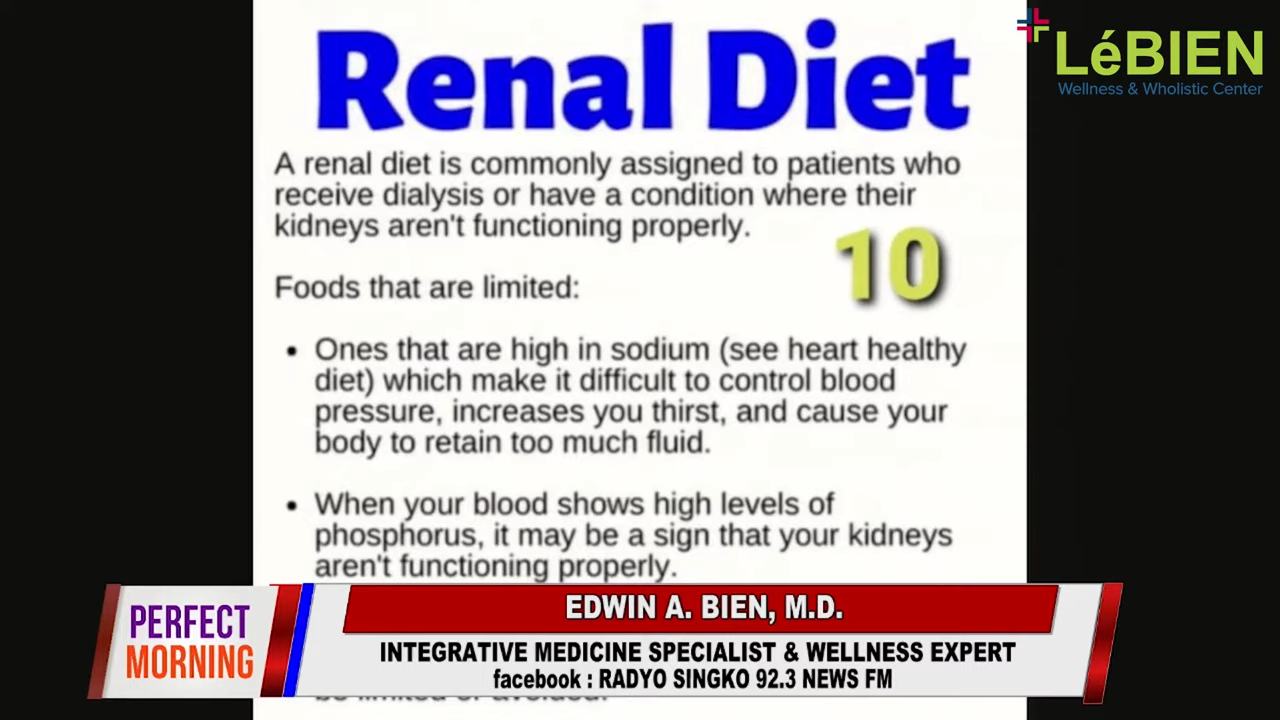 Renal Diet
LéBIEN
Wellness & Wholistic Center
A renal diet is commonly assigned to patients who
receive dialysis or have a condition where their
kidneys aren't functioning properly.
10
Foods that are limited:
• Ones that are high in sodium (see heart healthy
diet) which make it difficult to control blood
pressure, increases you thirst, and cause your
body to retain too much fluid.
• When your blood shows high levels of
phosphorus, it may be a sign that your kidneys
aren't functioning properly.
PERFECT
MORNING
EDWIN A. BIEN, M.D.
INTEGRATIVE MEDICINE SPECIALIST & WELLNESS EXPERT
facebook : RADYO SINGKO 92.3 NEWS FM
be limited or avoided.